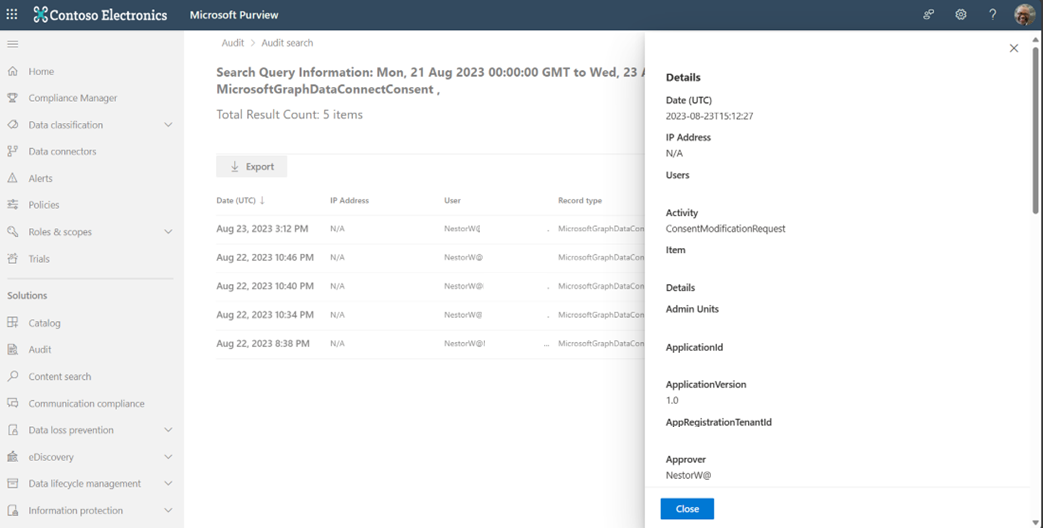 Contoso Electronics
Microsoft Purview
?
Home
Compliance Manager
Data classification
Data connectors
Alerts
Policies
Roles & scopes
Trials
Solutions
Catalog
Audit
Content search
Communication compliance
Data loss prevention
eDiscovery
Data lifecycle management
Information protection
Audit > Audit search
Search Query Information: Mon, 21 Aug 2023 00:00:00 GMT to Wed, 23 A
MicrosoftGraphDataConnectConsent ,
Total Result Count: 5 items
Export
Date (UTC) ↓ IP Address User Record type
Aug 23, 2023 3:12 PM N/A NestorW . MicrosoftGraphDataCon
Aug 22, 2023 10:46 PM N/A NestorW@ . MicrosoftGraphDataCon
Aug 22, 2023 10:40 PM N/A NestorW@ . MicrosoftGraphDataCon
Aug 22, 2023 10:34 PM N/A NestorW@ . MicrosoftGraphDataCon
Aug 22, 2023 8:38 PM N/A NestorW@! ... MicrosoftGraphDataCon
Details
Date (UTC)
2023-08-23T15:12:27
IP Address
N/A
Users
Activity
ConsentModificationRequest
Item
Details
Admin Units
ApplicationId
ApplicationVersion
1.0
AppRegistrationTenantId
Approver
NestorW@
Close